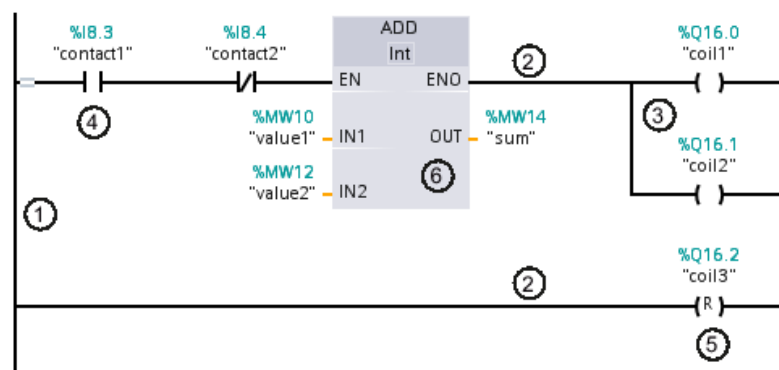 %I8.3
"contact1"
%I8.4
"contact2"
ADD
Int
%Q16.0
"coil1"
EN
ENO
2
4
3
%MW10
"value1"
IN1
OUT
%MW14
"sum"
%Q16.1
"coil2"
%MW12
"value2"
IN2
6
1
%Q16.2
"coil3"
2
R
5